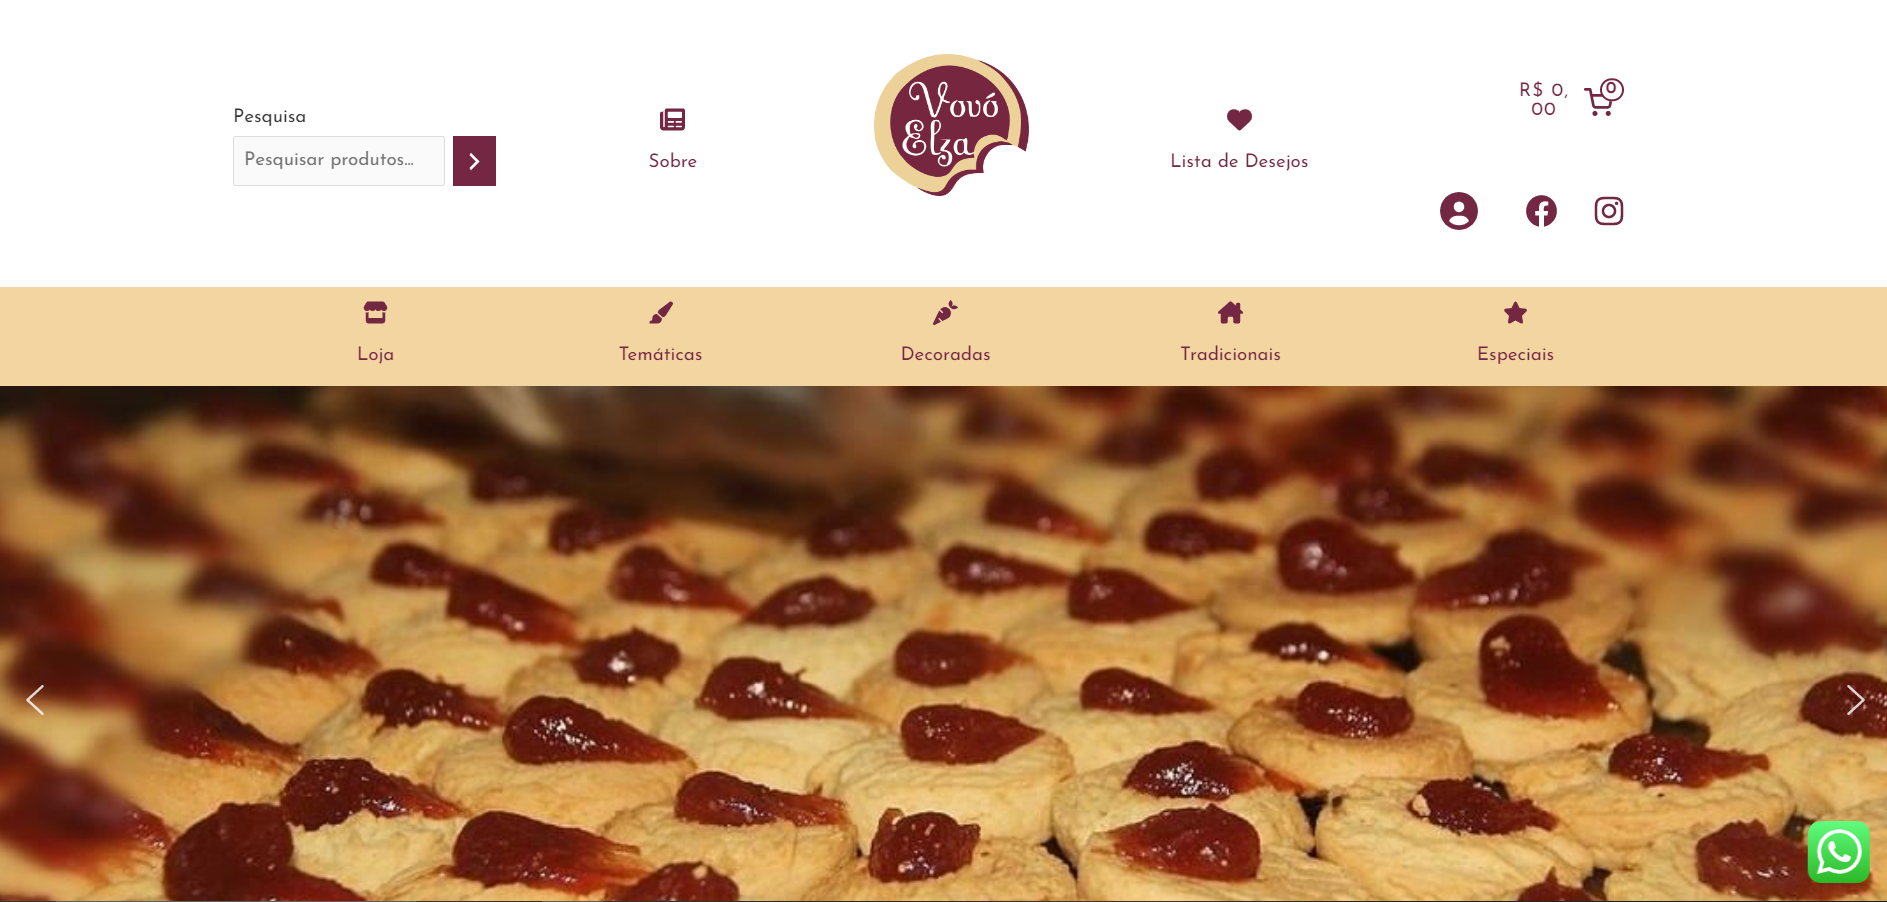 Pesquisa
Pesquisar produtos...
Sobre
Vovó
Elza
Lista de Desejos
R$ 0,
00
0
Loja
Temáticas
Decoradas
Tradicionais
Especiais